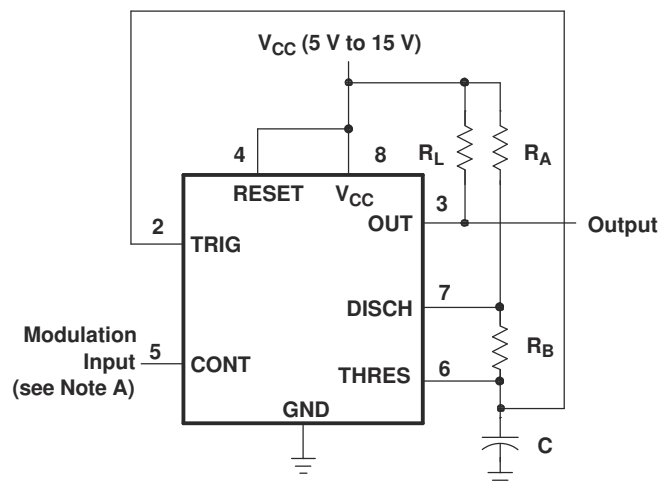 V_CC (5 V to 15 V)
4
8
R_L
R_A
RESET
V_CC
3
2
OUT
Output
TRIG
7
DISCH
Modulation
Input
(see Note A)
5
CONT
R_B
6
THRES
GND
C